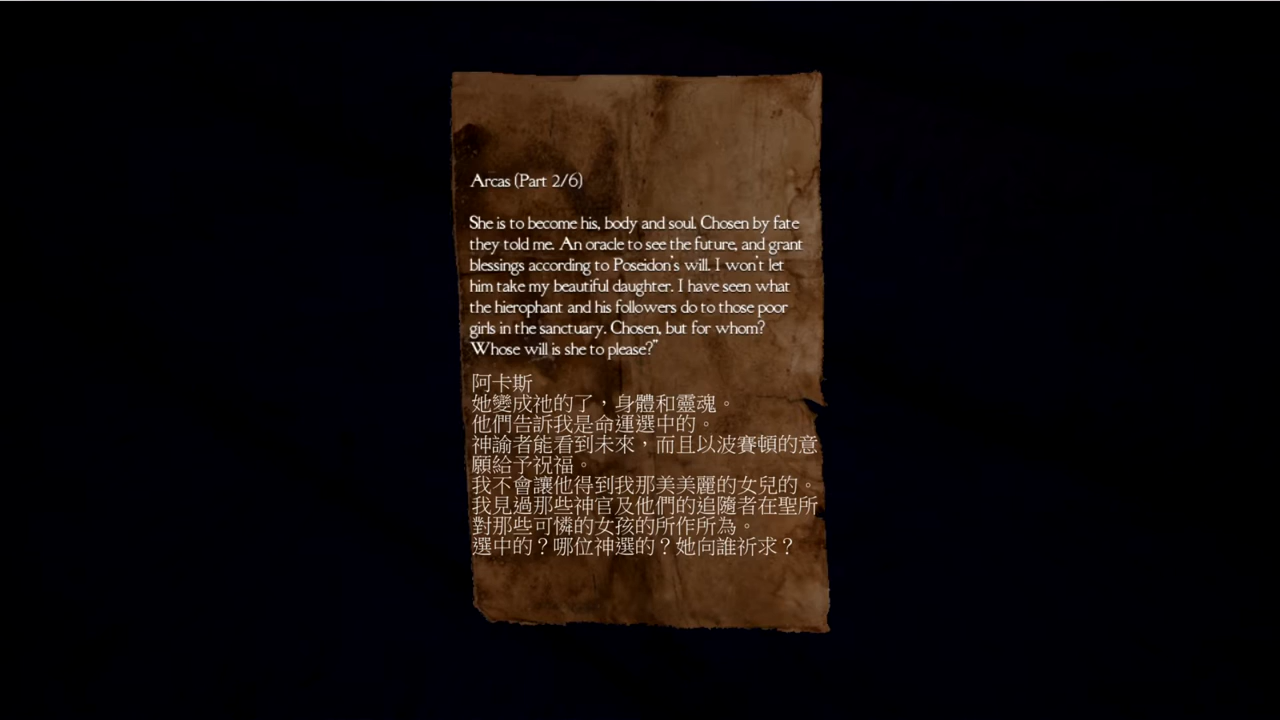 Arcas (Part 2/6)
She is to become his, body and soul. Chosen by fate
they told me. An oracle to see the future, and grant
blessings according to Poseidon's will. I won't let
him take my beautiful daughter. I have seen what
the hierophant and his followers do to those poor
girls in the sanctuary. Chosen, but for whom?
Whose will is she to please?"
阿卡斯
她變成祂的了，身體和靈魂。
他們告訴我是命運選中的。
神諭者能看到未來，而且以波賽頓的意
願給予祝福。
我不會讓他得到我那美美麗的女兒的。
我見過那些神官及他們的追隨者在聖所
對那些可憐的女孩的所作所為。
選中的？哪位神選的？她向誰祈求？